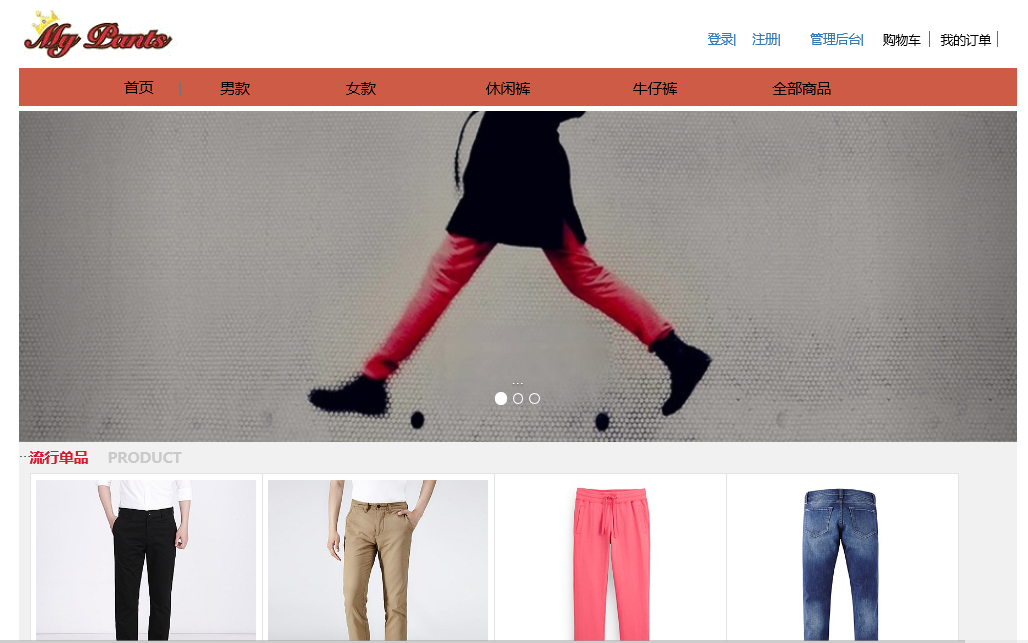 My Pants
登录| 注册| 管理后台| 购物车 | 我的订单 |
首页 | 男款 女款 休闲裤 牛仔裤 全部商品
...
...流行单品 PRODUCT